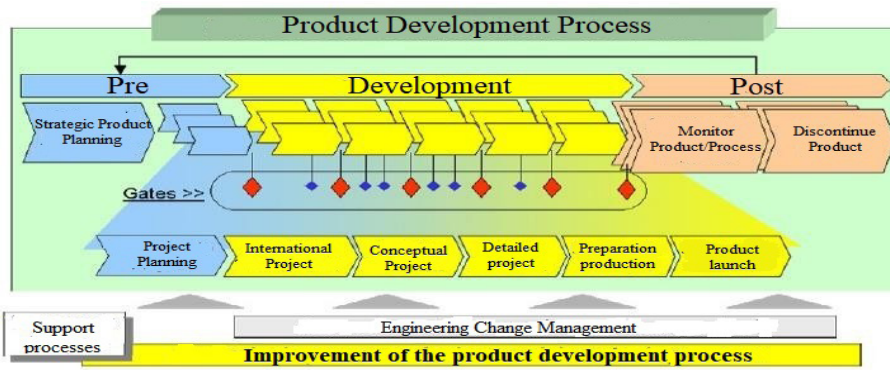 Product Development Process
Pre
Development
Post
Strategic Product
Planning
Monitor
Product/Process
Discontinue
Product
Gates >>
Project
Planning
International
Project
Conceptual
Project
Detailed
project
Preparation
production
Product
launch
Support
processes
Engineering Change Management
Improvement of the product development process